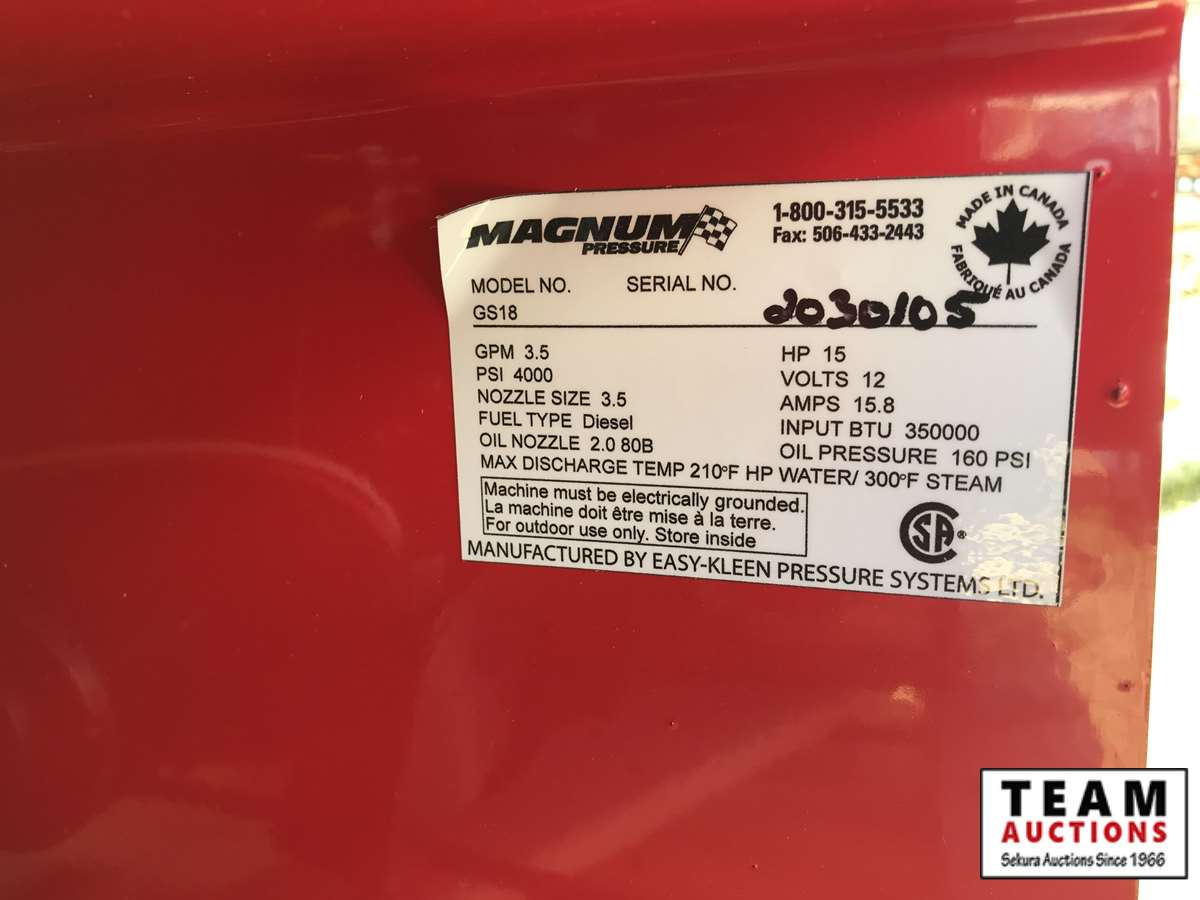 MAGNUM
PRESSURE
1-800-315-5533
Fax: 506-433-2443
MADE IN CANADA
FABRIQUÉ AU CANADA
MODEL NO. SERIAL NO.
GS18 2030105
GPM 3.5 HP 15
PSI 4000 VOLTS 12
NOZZLE SIZE 3.5 AMPS 15.8
FUEL TYPE Diesel INPUT BTU 350000
OIL NOZZLE 2.0 80B OIL PRESSURE 160 PSI
MAX DISCHARGE TEMP 210°F HP WATER/ 300°F STEAM
Machine must be electrically grounded.
La machine doit être mise à la terre.
For outdoor use only. Store inside
SA®
MANUFACTURED BY EASY-KLEEN PRESSURE SYSTEMS LTD.
TEAM
AUCTIONS
Sekura Auctions Since 1966